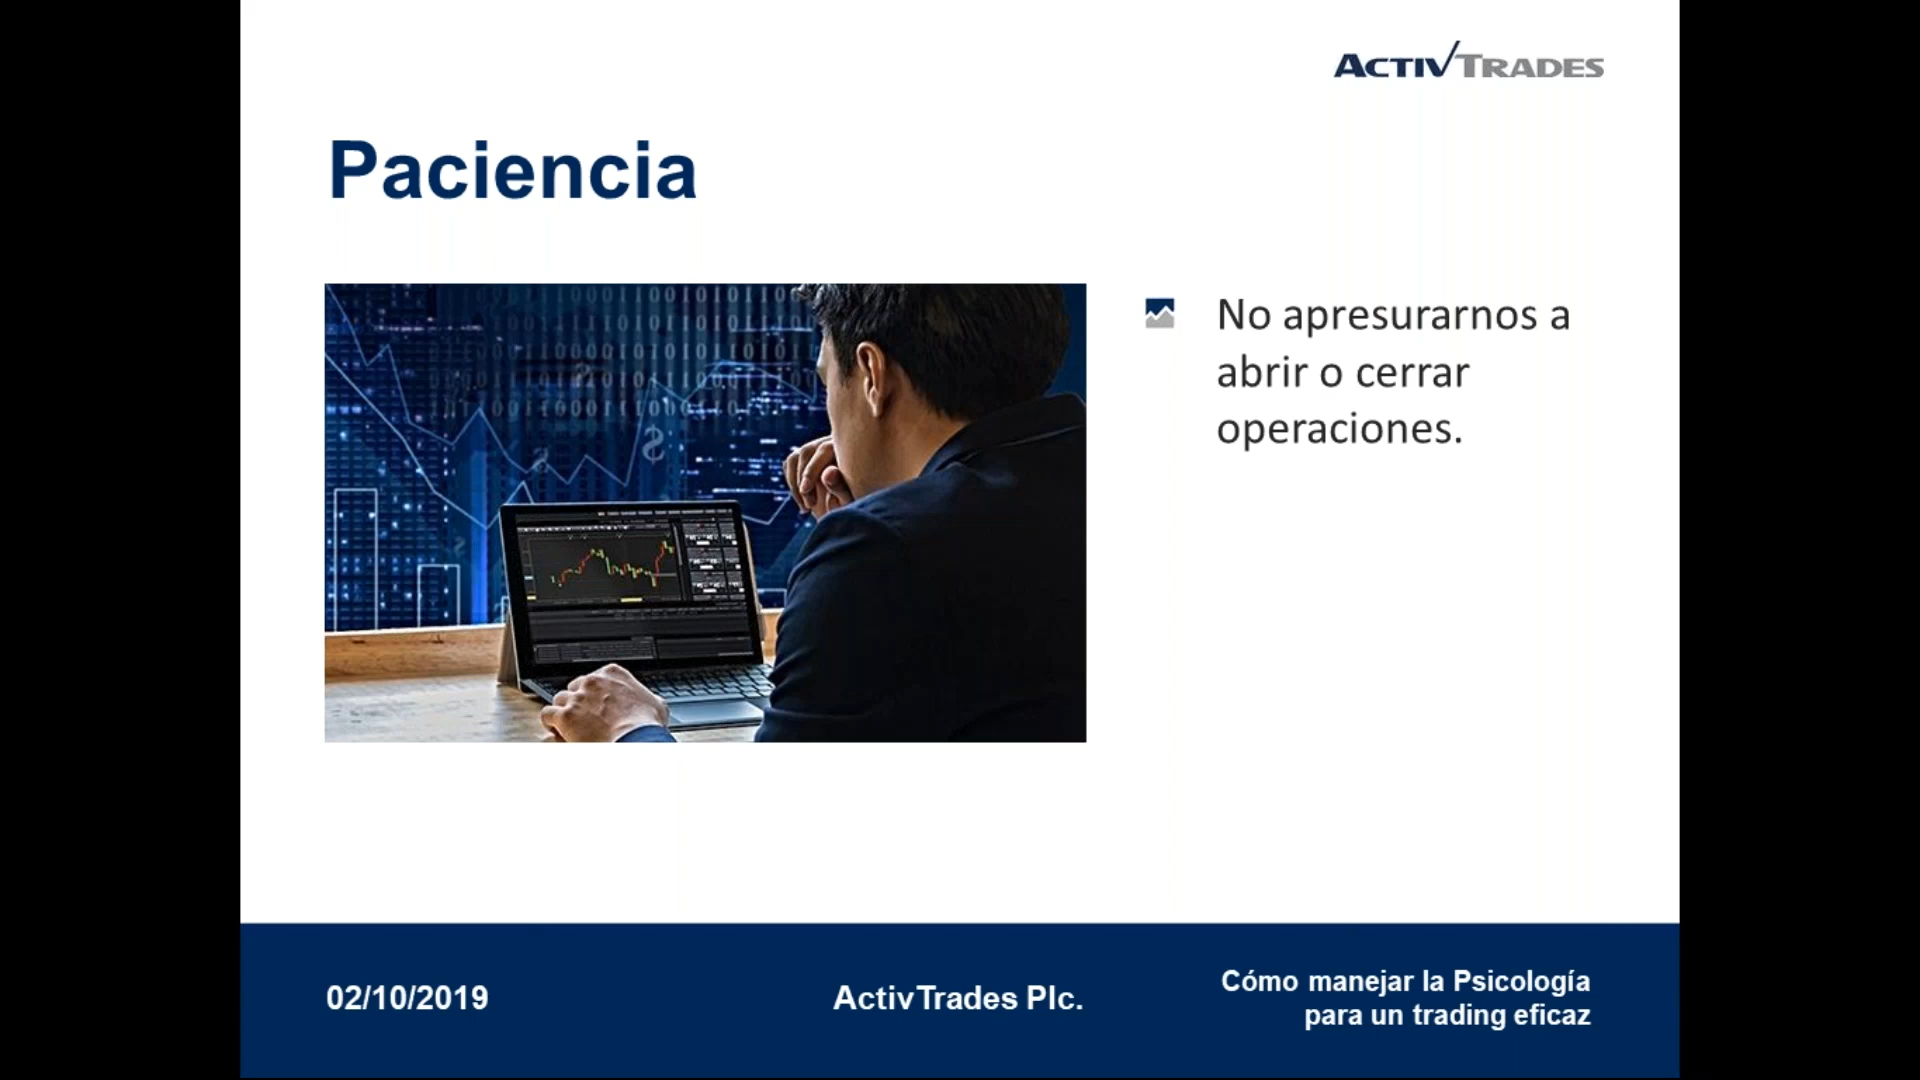 ACTIVTRADES
Paciencia
No apresurarnos a
abrir o cerrar
operaciones.
02/10/2019
ActivTrades Plc.
Cómo manejar la Psicología
para un trading eficaz